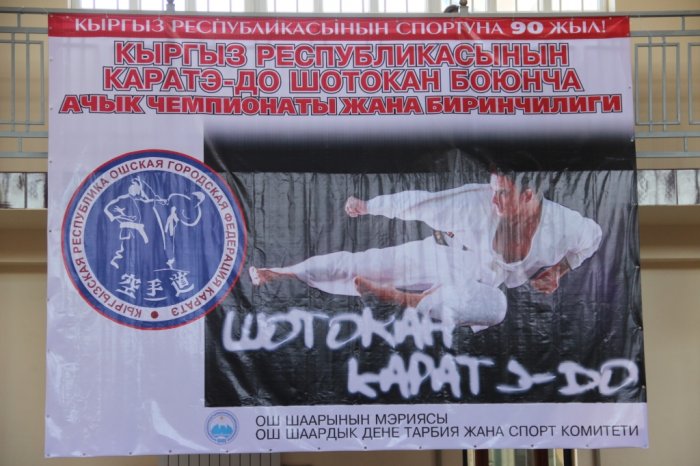 КЫРГЫЗ РЕСПУБЛИКАСЫНЫН СПОРТУНА 90 ЖЫЛ!
КЫРГЫЗ РЕСПУБЛИКАСЫНЫН
КАРАТЭ-ДО ШОТОКАН БОЮНЧА
АЧЫК ЧЕМПИОНАТЫ ЖАНА БИРИНЧИЛИГИ
КЫРГЫЗСКАЯ РЕСПУБЛИКА ОШСКАЯ ГОРОДСКАЯ ФЕДЕРАЦИЯ КАРАТЭ
空手道
ШОТОКАН
КАРАТЭ-DO
ОШ ШААРЫНЫН МЭРИЯСЫ
ОШ ШААРДЫК ДЕНЕ ТАРБИЯ ЖАНА СПОРТ КОМИТЕТИ